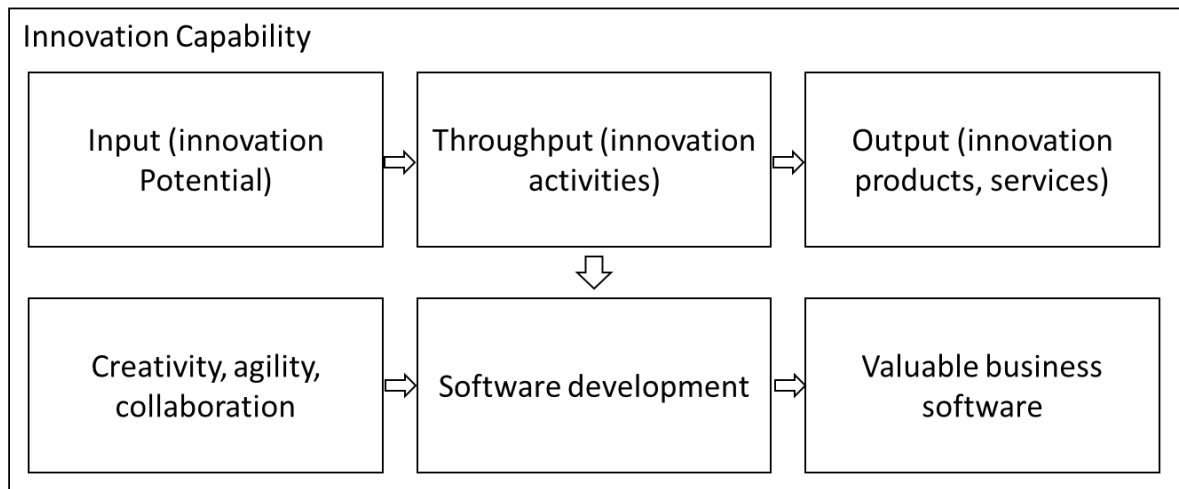 Innovation Capability
Input (innovation
Potential)
Throughput (innovation
activities)
Output (innovation
products, services)
Creativity, agility,
collaboration
Software development
Valuable business
software